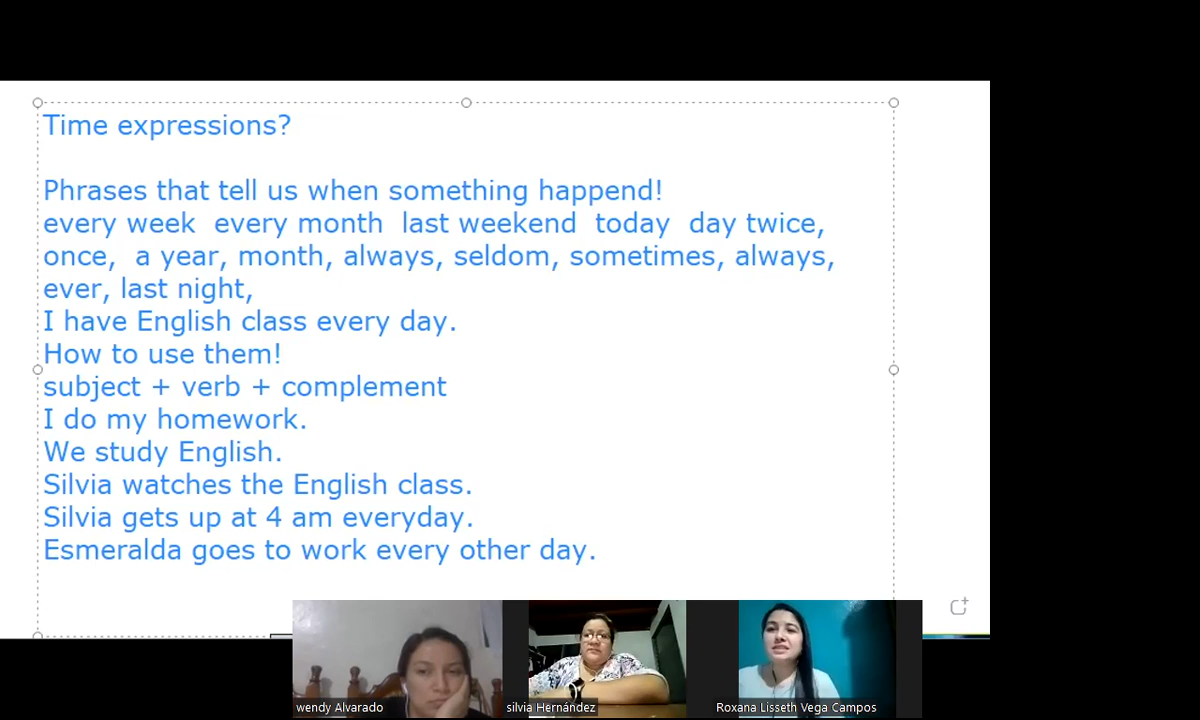 Time expressions?
Phrases that tell us when something happend!
every week every month last weekend today day twice,
once, a year, month, always, seldom, sometimes, always,
ever, last night,
I have English class every day.
How to use them!
subject + verb + complement
I do my homework.
We study English.
Silvia watches the English class.
Silvia gets up at 4 am everyday.
Esmeralda goes to work every other day.
wendy Alvarado
silvia Hernández
Roxana Lisseth Vega Campos